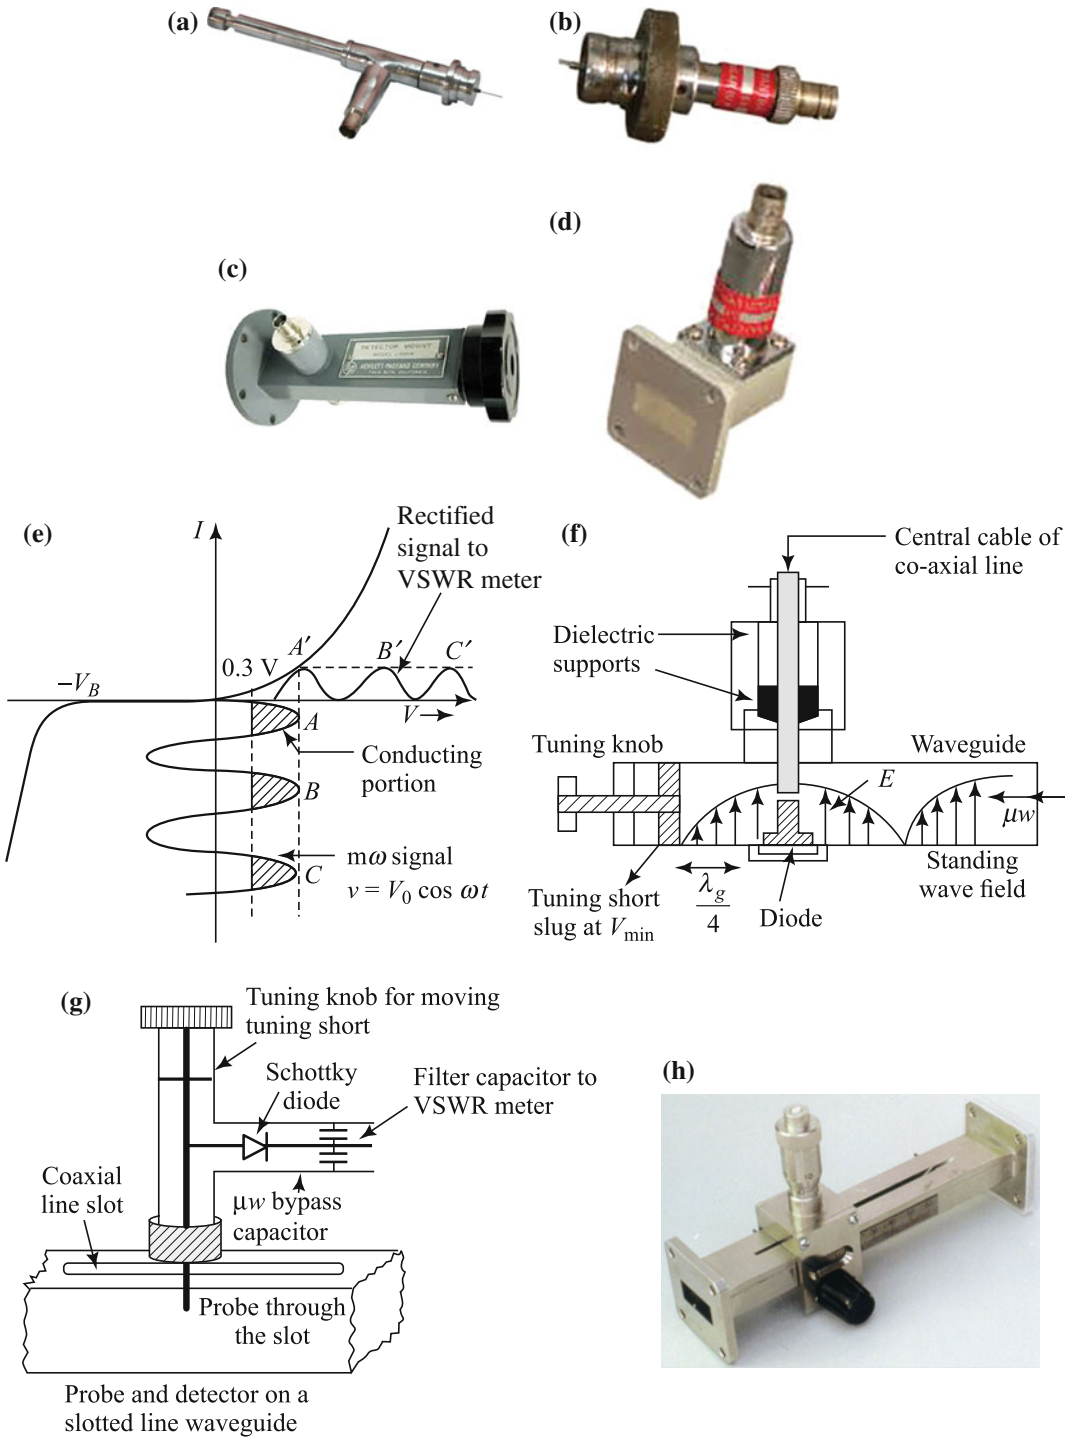 (a)
(b)
(c)
DETECTOR MOUNT
HEWLETT-PACKARD COMPANY
(d)
(e)
I
Rectified
signal to
VSWR meter
A′
B′
C′
0.3 V
−V_B
V
A
Conducting
portion
B
mω signal
v = V_0 cos ωt
C
(f)
Central cable of
co-axial line
Dielectric
supports
Tuning knob
Waveguide
E
μw
Tuning short
slug at V_min
λ_g
4
Diode
Standing
wave field
(g)
Tuning knob for moving
tuning short
Schottky
diode
Filter capacitor to
VSWR meter
Coaxial
line slot
μw bypass
capacitor
Probe through
the slot
Probe and detector on a
slotted line waveguide
(h)